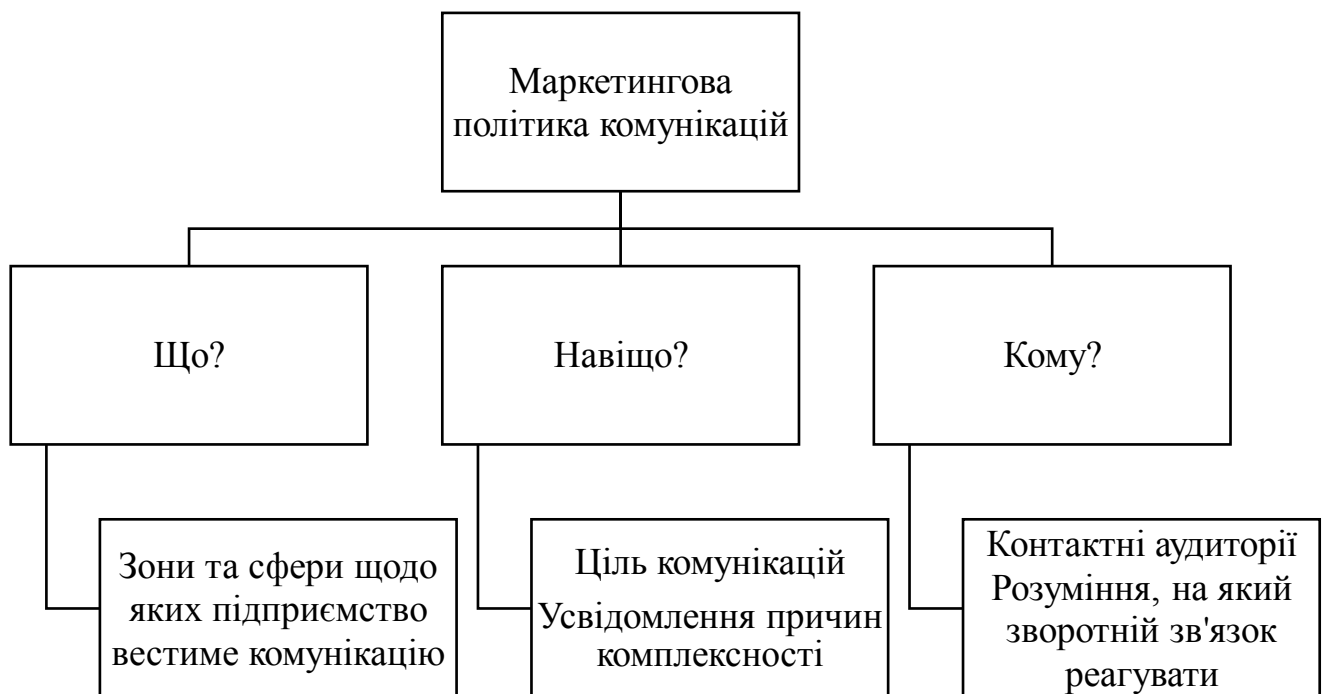 Маркетингова
політика комунікацій
Що?
Навіщо?
Кому?
Зони та сфери щодо
яких підприємство
вестиме комунікацію
Ціль комунікацій
Усвідомлення причин
комплексності
Контактні аудиторії
Розуміння, на який
зворотній зв'язок
реагувати